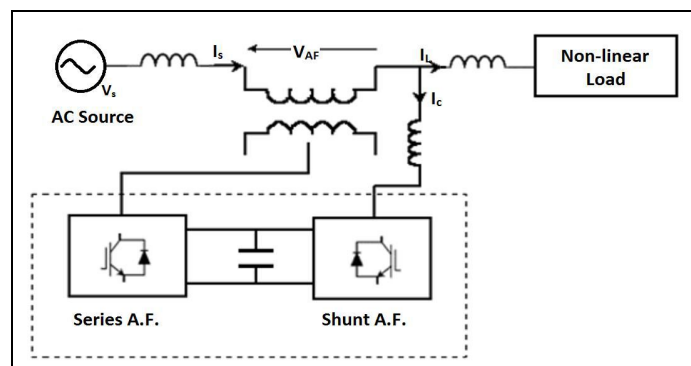 Is
VAF
IL
Non-linear
Load
Vs
AC Source
Ic
Series A.F.
Shunt A.F.